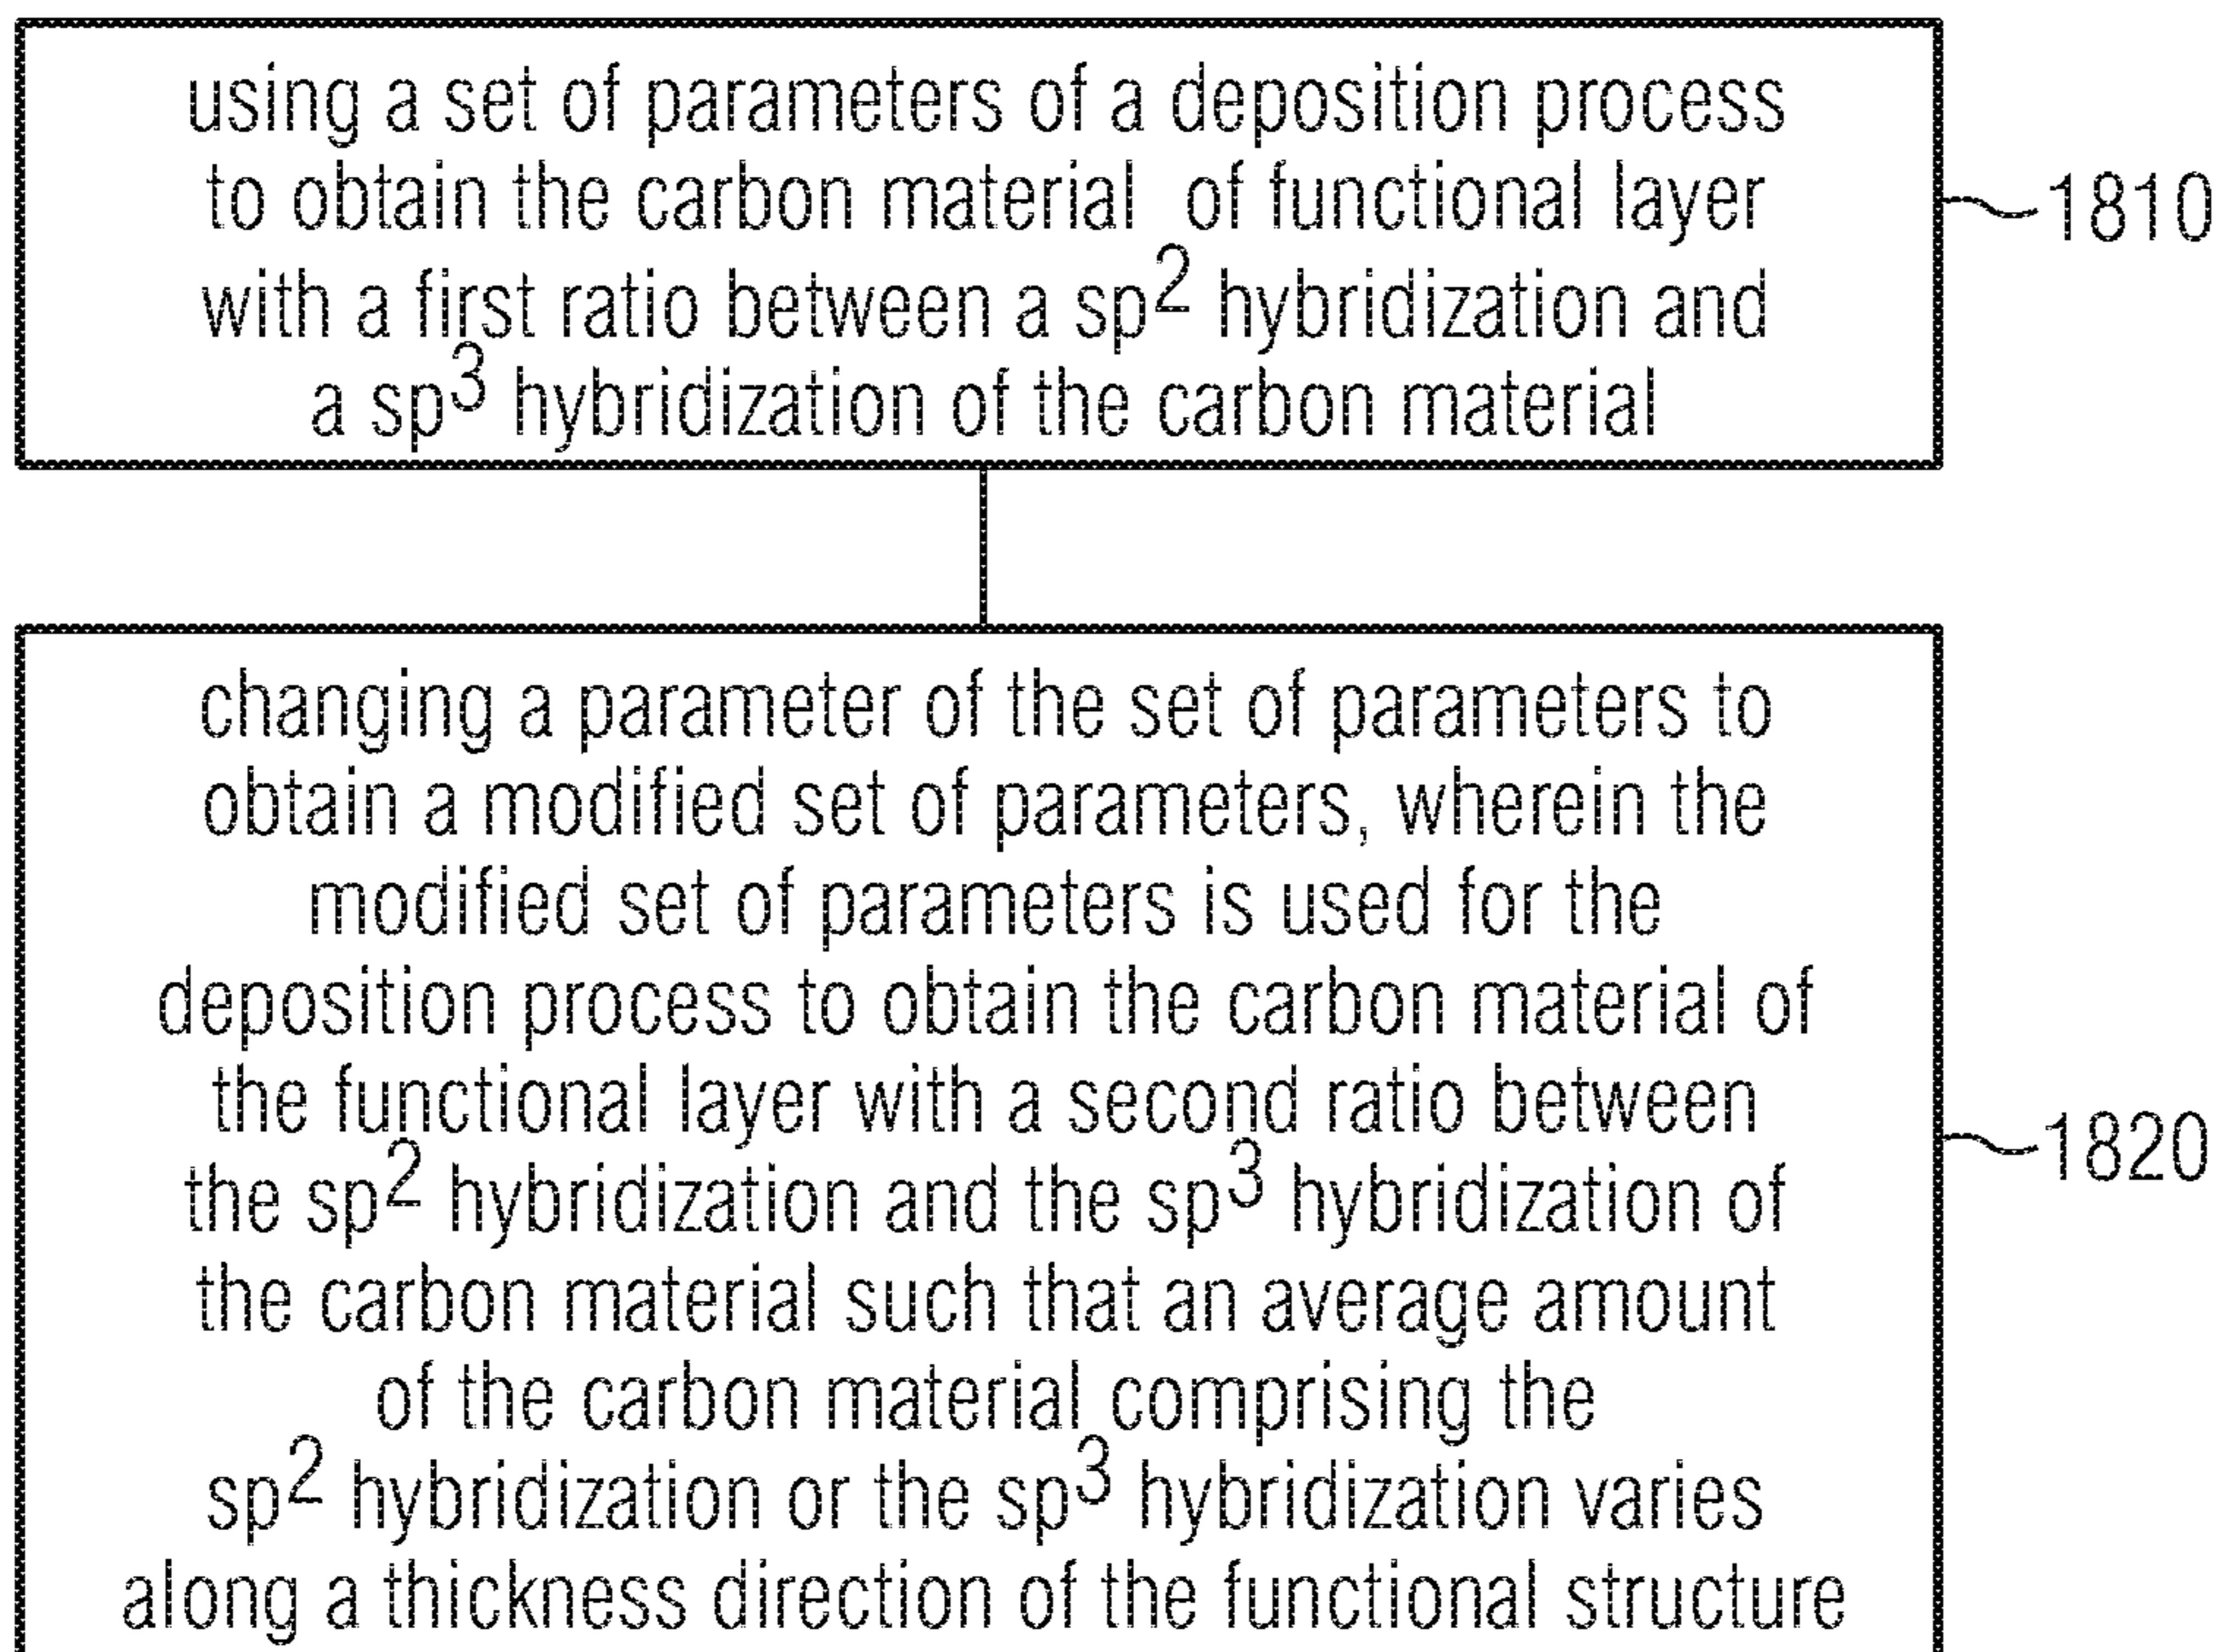 using a set of parameters of a deposition process
to obtain the carbon material of functional layer
with a first ratio between a sp² hybridization and
a sp³ hybridization of the carbon material
1810
changing a parameter of the set of parameters to
obtain a modified set of parameters, wherein the
modified set of parameters is used for the
deposition process to obtain the carbon material of
the functional layer with a second ratio between
the sp² hybridization and the sp³ hybridization of
the carbon material such that an average amount
of the carbon material comprising the
sp² hybridization or the sp³ hybridization varies
along a thickness direction of the functional structure
1820